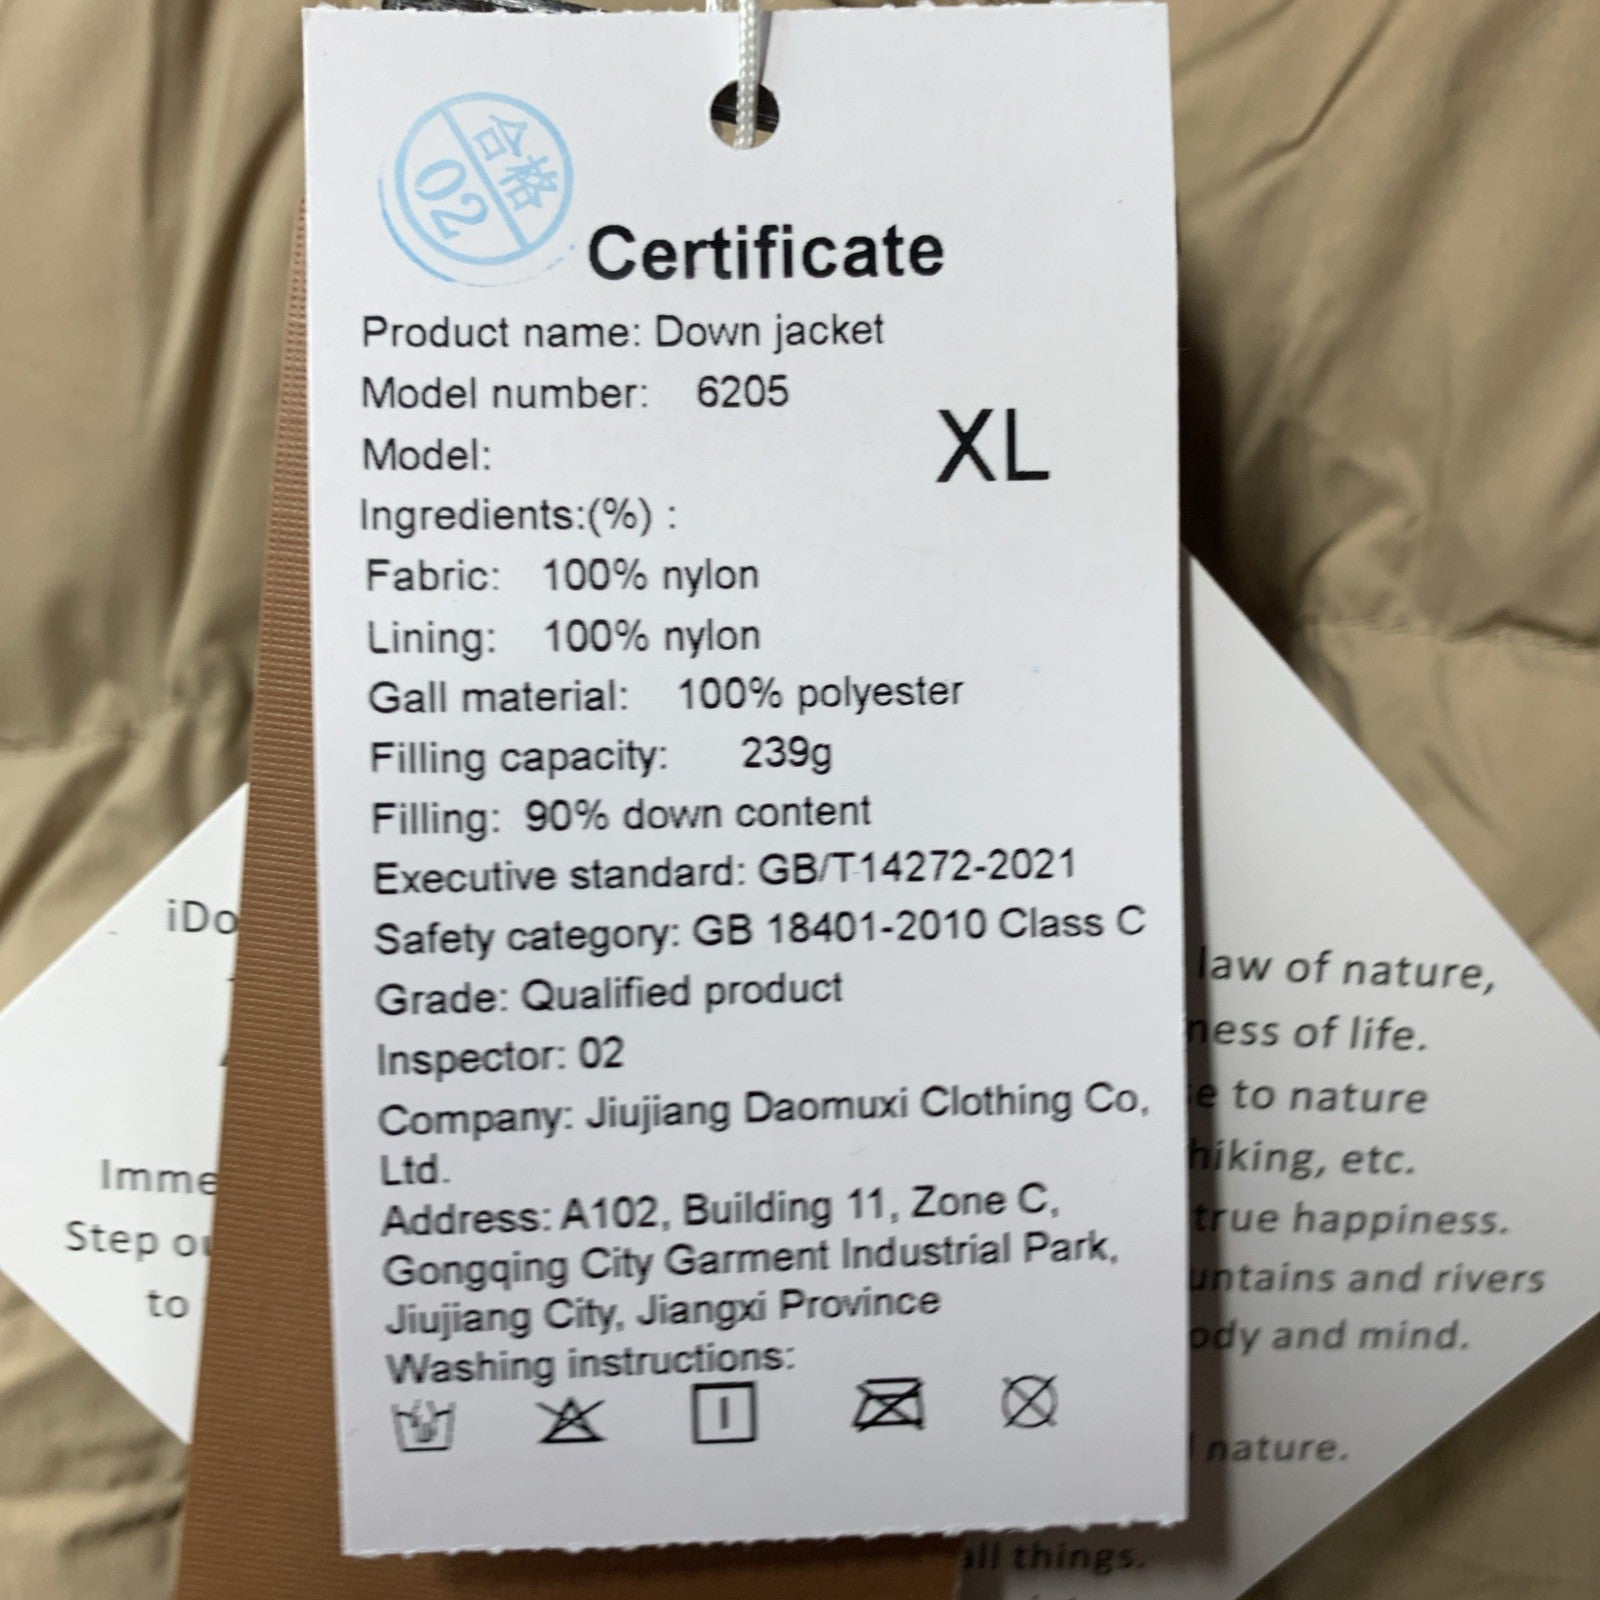 合格
02
Certificate
Product name: Down jacket
Model number: 6205
XL
Model:
Ingredients:(%) :
Fabric: 100% nylon
Lining: 100% nylon
Gall material: 100% polyester
Filling capacity: 239g
Filling: 90% down content
Executive standard: GB/T14272-2021
Safety category: GB 18401-2010 Class C
Grade: Qualified product
Inspector: 02
Company: Jiujiang Daomuxi Clothing Co,
Ltd.
Address: A102, Building 11, Zone C,
Gongqing City Garment Industrial Park,
Jiujiang City, Jiangxi Province
Washing instructions:
iDo
Imme
Step ou
to
law of nature,
ness of life.
e to nature
hiking, etc.
true happiness.
untains and rivers
ody and mind.
nature.
all things.